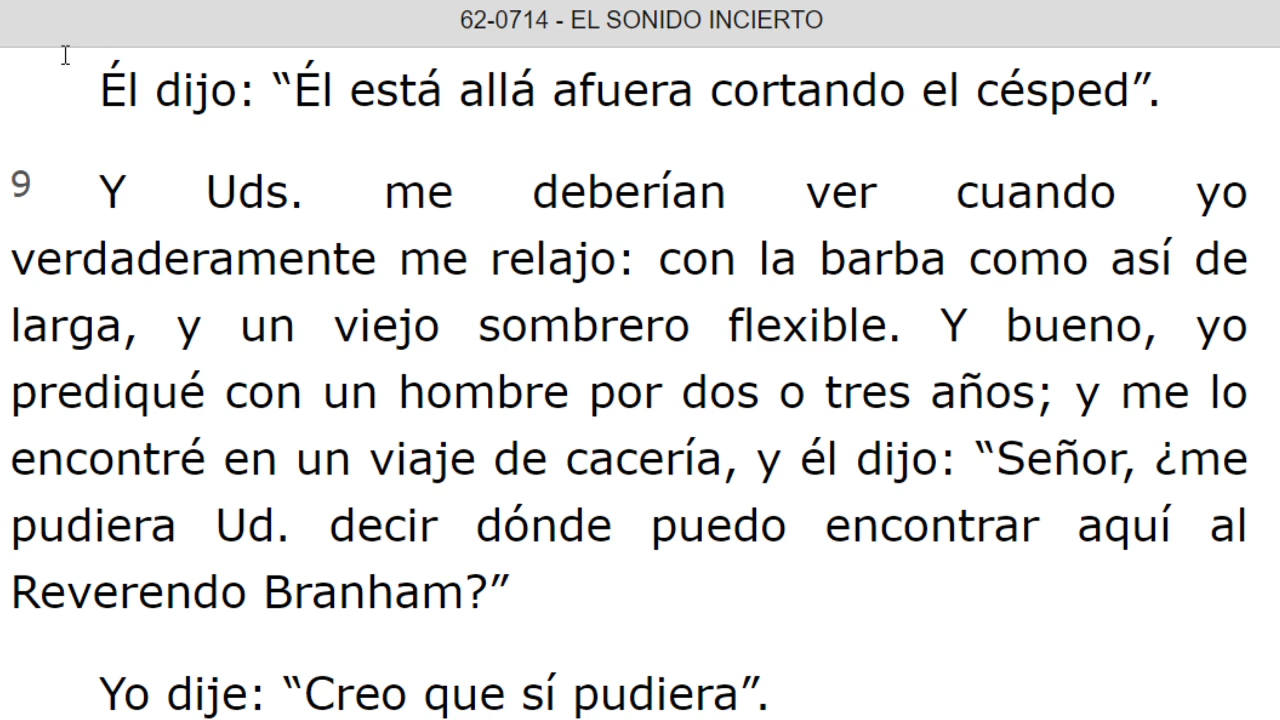 62-0714 - EL SONIDO INCIERTO
Él dijo: “Él está allá afuera cortando el césped”.
9 Y Uds. me deberían ver cuando yo
verdaderamente me relajo: con la barba como así de
larga, y un viejo sombrero flexible. Y bueno, yo
prediqué con un hombre por dos o tres años; y me lo
encontré en un viaje de cacería, y él dijo: “Señor, ¿me
pudiera Ud. decir dónde puedo encontrar aquí al
Reverendo Branham?”
Yo dije: “Creo que sí pudiera”.